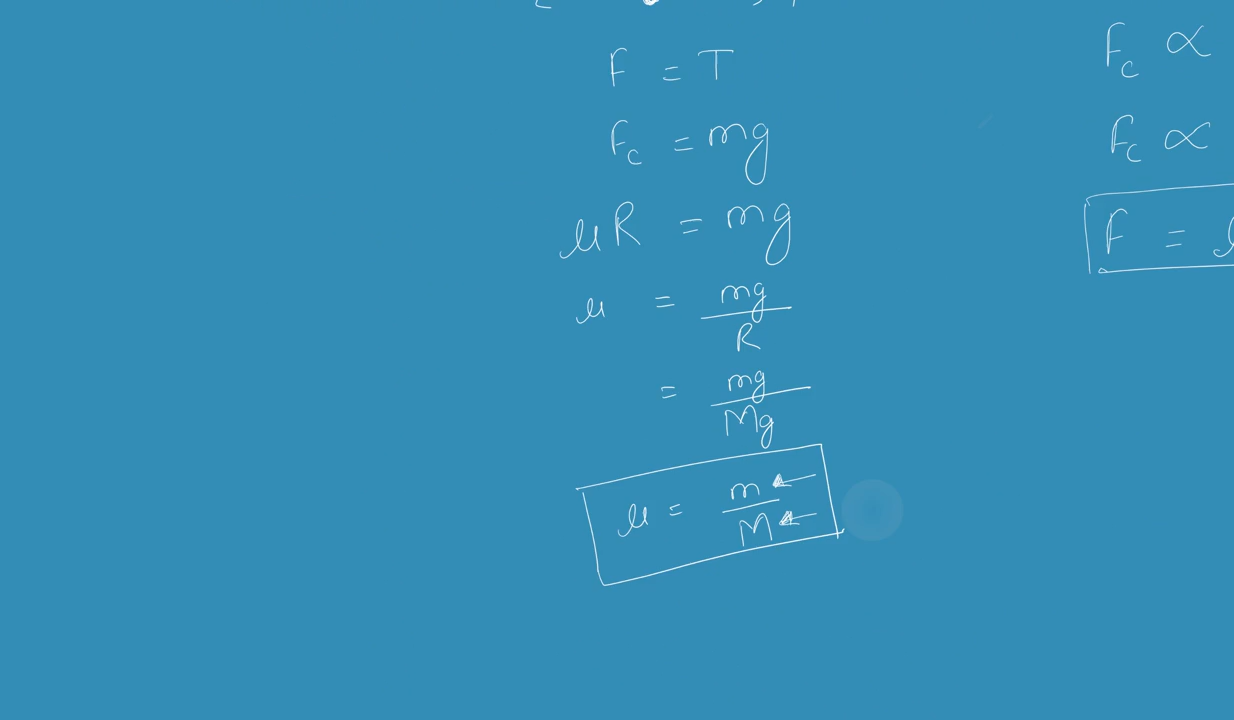 F = T
Fc = mg
μR = mg
μ = mg/R
= mg/Mg
μ = m/M
Fc ∝
Fc ∝
F =